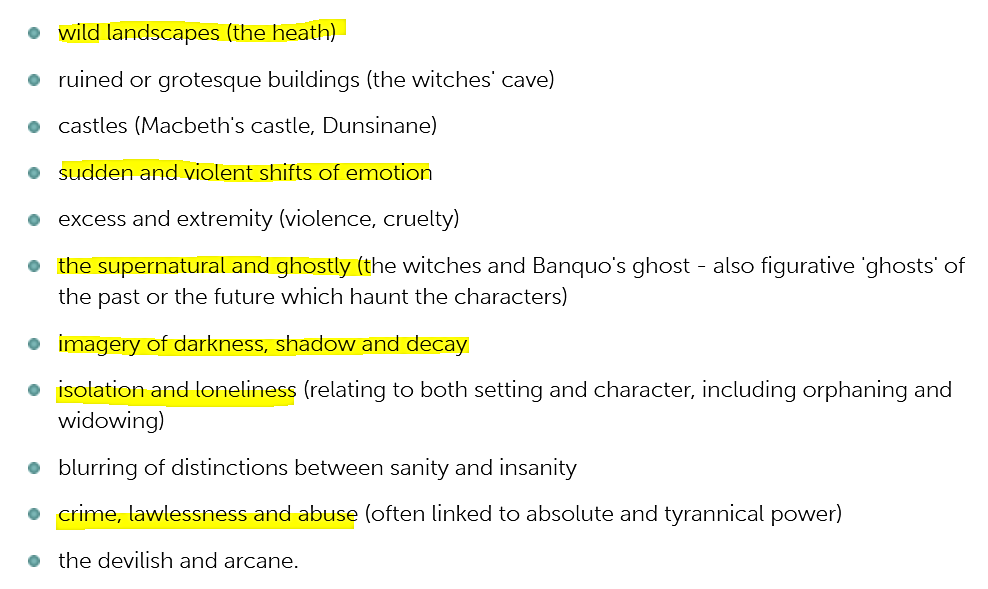 wild landscapes (the heath)
ruined or grotesque buildings (the witches' cave)
castles (Macbeth's castle, Dunsinane)
sudden and violent shifts of emotion
excess and extremity (violence, cruelty)
the supernatural and ghostly (the witches and Banquo's ghost - also figurative 'ghosts' of
the past or the future which haunt the characters)
imagery of darkness, shadow and decay
isolation and loneliness (relating to both setting and character, including orphaning and
widowing)
blurring of distinctions between sanity and insanity
crime, lawlessness and abuse (often linked to absolute and tyrannical power)
the devilish and arcane.